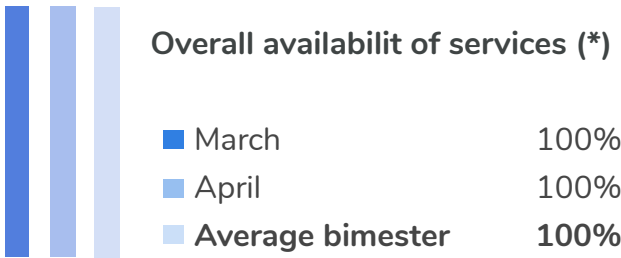 Overall availabilit of services (*)
March 100%
April 100%
Average bimester 100%